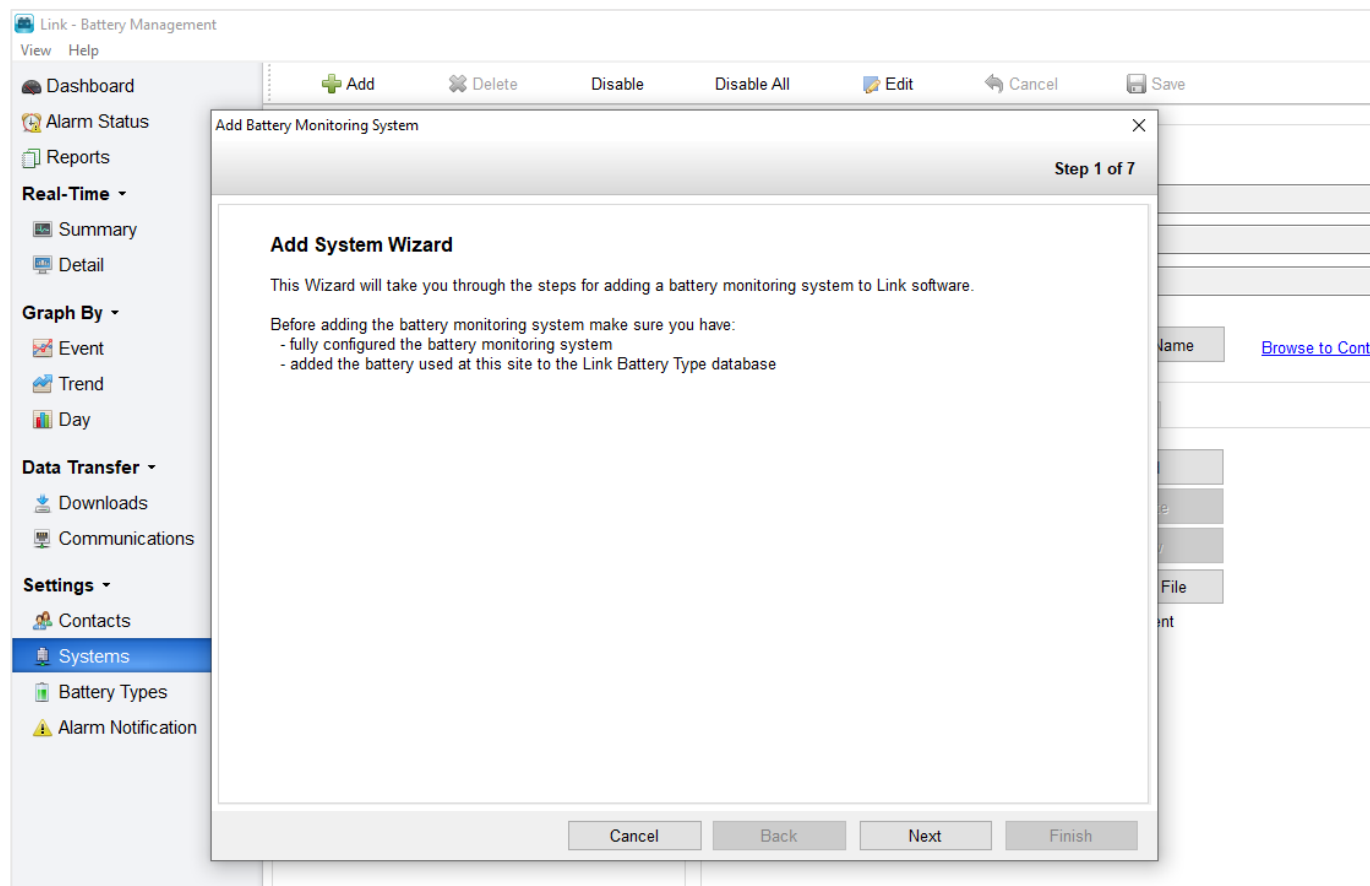 Link - Battery Management
View Help
Dashboard
Alarm Status
Reports
Real-Time
Summary
Detail
Graph By
Event
Trend
Day
Data Transfer
Downloads
Communications
Settings
Contacts
Systems
Battery Types
Alarm Notification
Add Delete Disable Disable All Edit Cancel Save
Add Battery Monitoring System
Step 1 of 7
Add System Wizard
This Wizard will take you through the steps for adding a battery monitoring system to Link software.
Before adding the battery monitoring system make sure you have:
- fully configured the battery monitoring system
- added the battery used at this site to the Link Battery Type database
Cancel Back Next Finish
Name
Browse to Cont
File